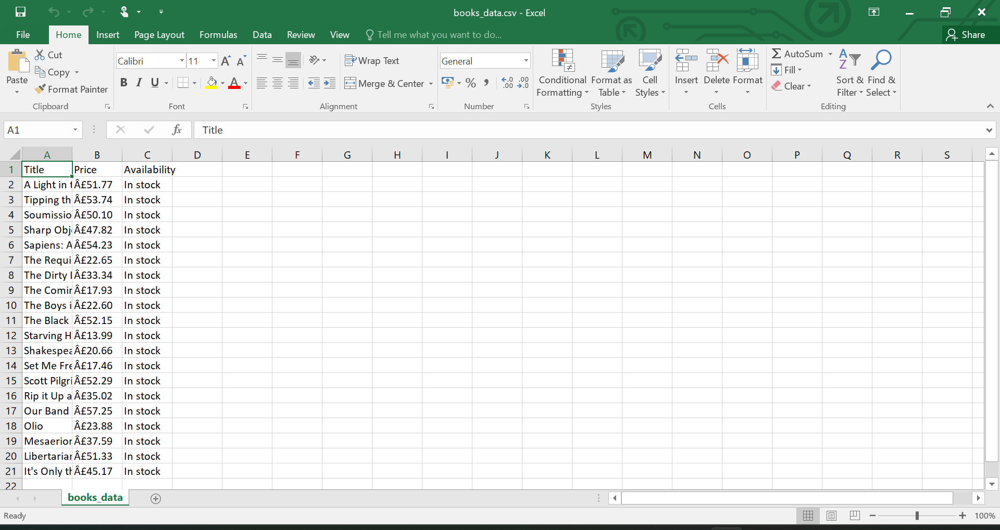 books_data.csv - Excel
File Home Insert Page Layout Formulas Data Review View Tell me what you want to do... Share
Paste Cut Copy Format Painter Clipboard
Calibri 11 A A B I U A Font
Wrap Text Merge & Center Alignment
General % , ←.0 .00 .00 →.0 Number
Conditional Formatting Format as Table Cell Styles Styles
Insert Delete Format Cells
AutoSum Fill Clear Sort & Filter Find & Select Editing
A1 fx Title
A B C D E F G H I J K L M N O P Q R S
1 Title Price Availability
2 A Light in t Â£51.77 In stock
3 Tipping th Â£53.74 In stock
4 Soumissio Â£50.10 In stock
5 Sharp Obj Â£47.82 In stock
6 Sapiens: A Â£54.23 In stock
7 The Requi Â£22.65 In stock
8 The Dirty Â£33.34 In stock
9 The Comin Â£17.93 In stock
10 The Boys i Â£22.60 In stock
11 The Black Â£52.15 In stock
12 Starving H Â£13.99 In stock
13 Shakespea Â£20.66 In stock
14 Set Me Fre Â£17.46 In stock
15 Scott Pilgri Â£52.29 In stock
16 Rip it Up a Â£35.02 In stock
17 Our Band Â£57.25 In stock
18 Olio Â£23.88 In stock
19 Mesaerion Â£37.59 In stock
20 Libertarian Â£51.33 In stock
21 It's Only th Â£45.17 In stock
22
books_data
Ready 100%